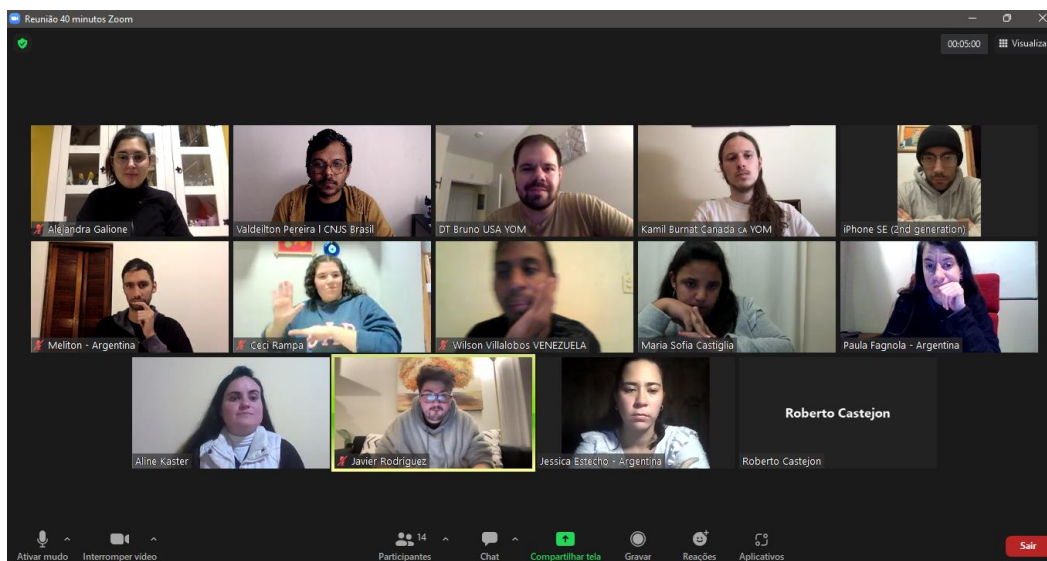 Reunião 40 minutos Zoom
00:05:00
Visualiza
Alejandra Galione
Valdeilton Pereira l CNJS Brasil
DT Bruno USA YOM
Kamil Burnat Canada CA YOM
iPhone SE (2nd generation)
Meliton - Argentina
Ceci Rampa
Wilson Villalobos VENEZUELA
Maria Sofia Castiglia
Paula Fagnola - Argentina
Aline Kaster
Javier Rodriguez
Jessica Estecho - Argentina
Roberto Castejon
Roberto Castejon
14
Ativar mudo
Interromper vídeo
Participantes
Chat
Compartilhar tela
Gravar
Reações
Aplicativos
Sair